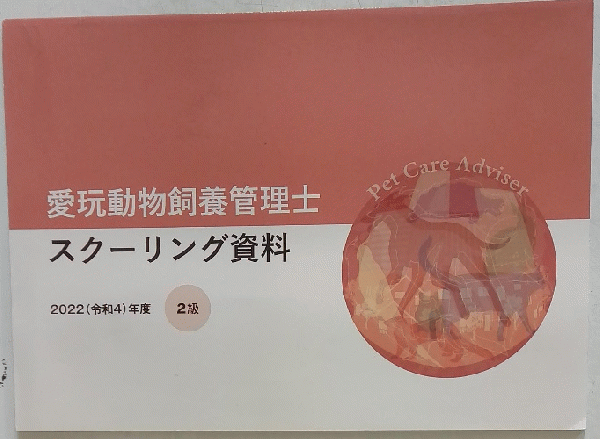 Pet Care Adviser
愛玩動物飼養管理士
スクーリング資料
2022(令和4)年度 2級